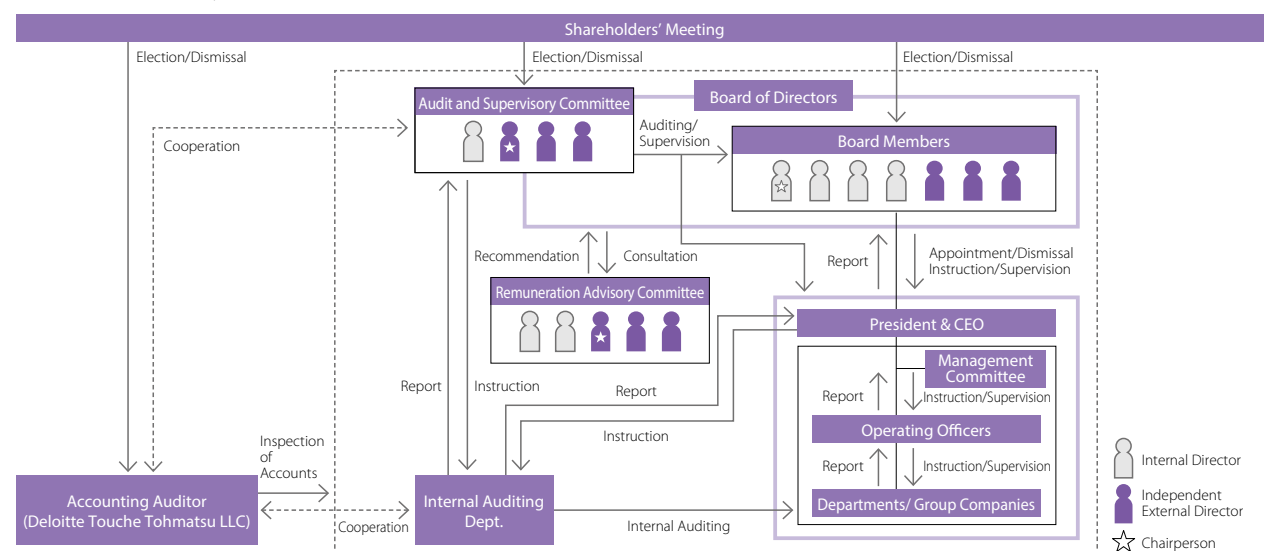 Shareholders' Meeting
Election/Dismissal
Election/Dismissal
Election/Dismissal
Board of Directors
Audit and Supervisory Committee
Auditing/
Supervision
Board Members
Cooperation
Recommendation
Consultation
Report
Appointment/Dismissal
Instruction/Supervision
Remuneration Advisory Committee
President & CEO
Management
Committee
Report
Instruction
Report
Report
Instruction/Supervision
Instruction
Operating Officers
Inspection
of
Accounts
Report
Instruction/Supervision
Internal Director
Accounting Auditor
(Deloitte Touche Tohmatsu LLC)
Internal Auditing
Dept.
Departments/ Group Companies
Independent
External Director
Cooperation
Internal Auditing
Chairperson